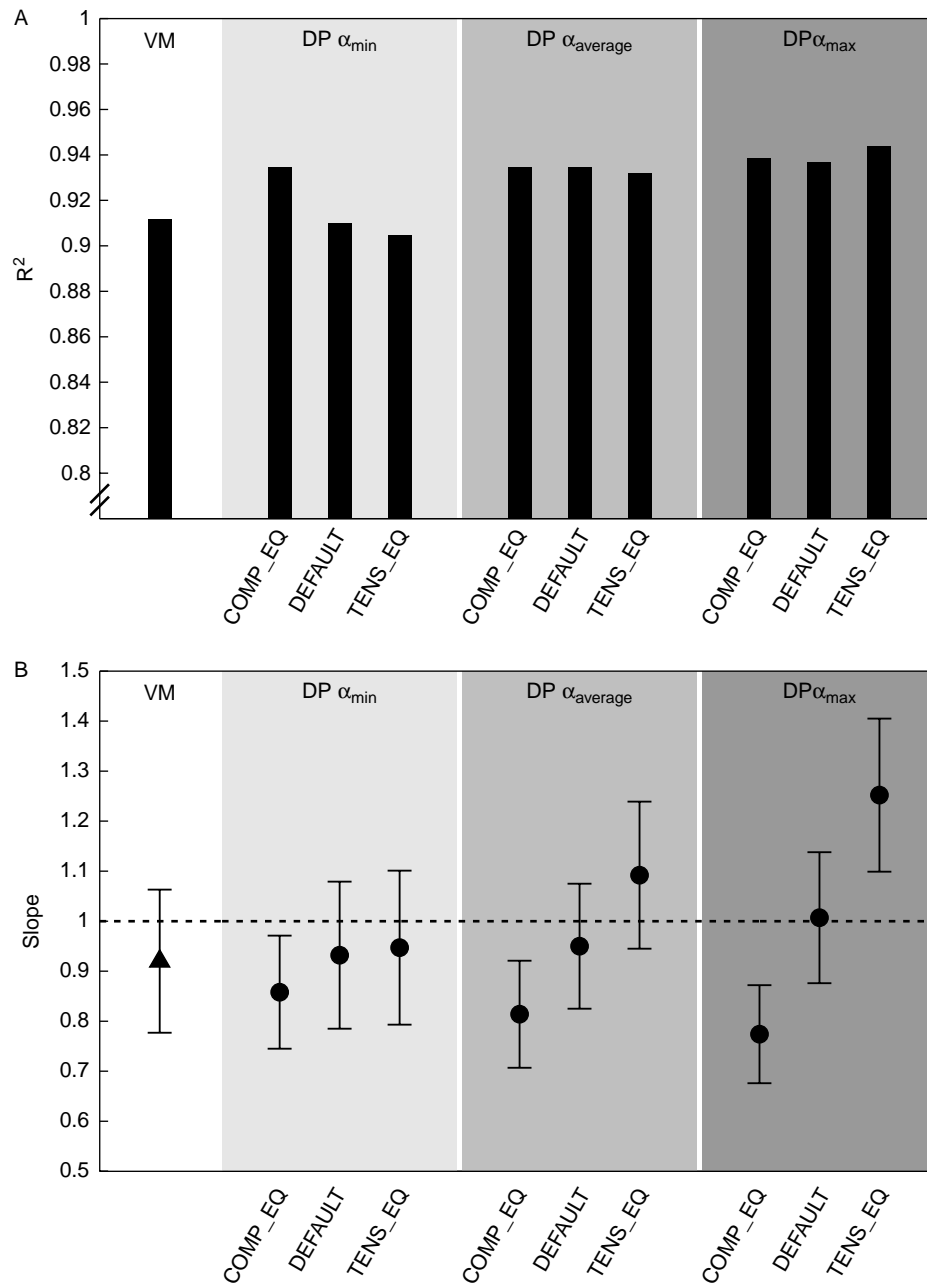 A
VM
DP αmin
DP αaverage
DPαmax
1
0.98
0.96
0.94
0.92
0.9
0.88
0.86
0.84
0.82
0.8
R2
COMP_EQ
DEFAULT
TENS_EQ
COMP_EQ
DEFAULT
TENS_EQ
COMP_EQ
DEFAULT
TENS_EQ
B
VM
DP αmin
DP αaverage
DPαmax
1.5
1.4
1.3
1.2
1.1
1
0.9
0.8
0.7
0.6
0.5
Slope
COMP_EQ
DEFAULT
TENS_EQ
COMP_EQ
DEFAULT
TENS_EQ
COMP_EQ
DEFAULT
TENS_EQ